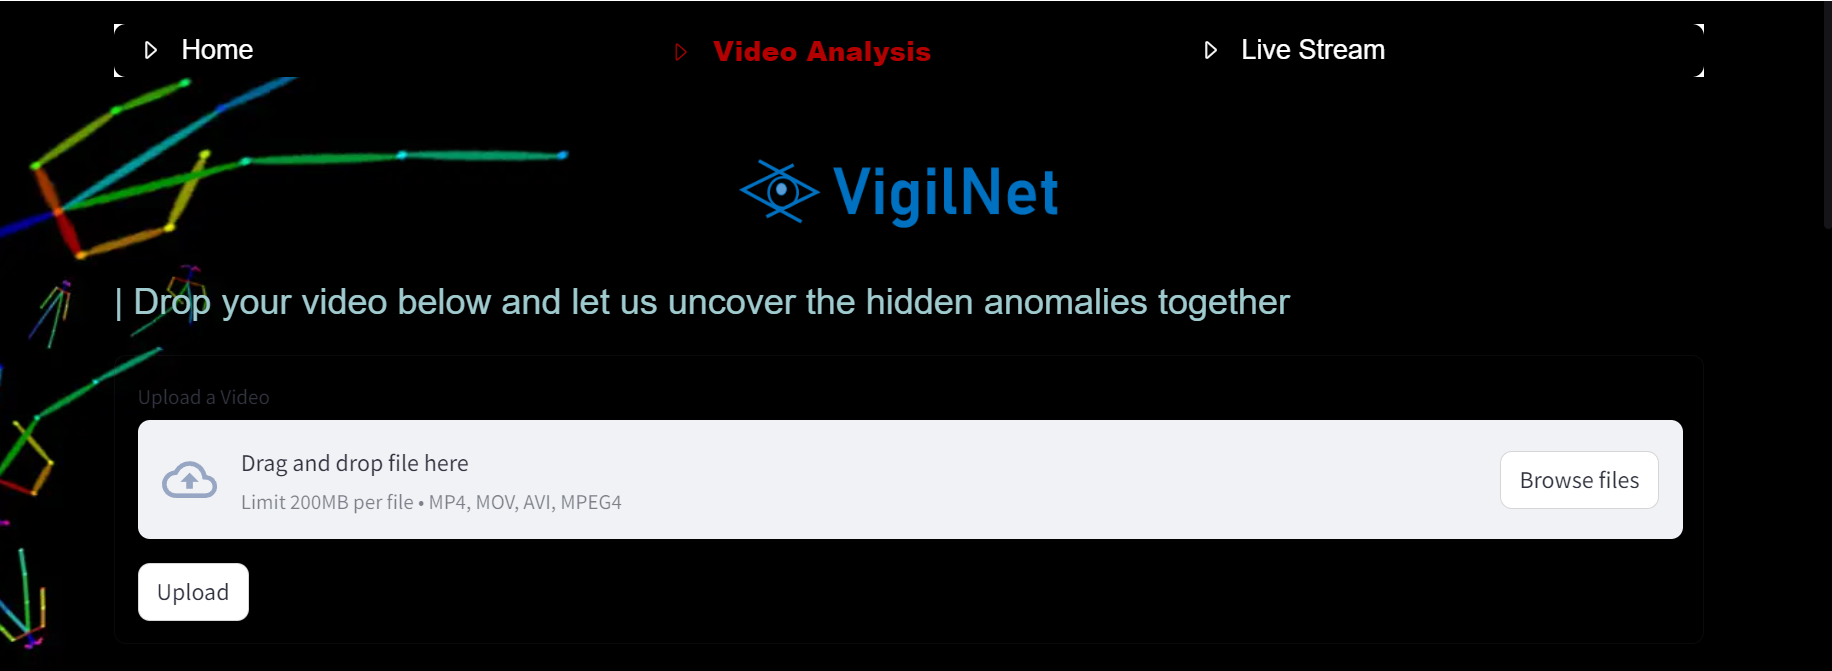 Home
Video Analysis
Live Stream
VigilNet
| Drop your video below and let us uncover the hidden anomalies together
Upload a Video
Drag and drop file here
Limit 200MB per file • MP4, MOV, AVI, MPEG4
Browse files
Upload